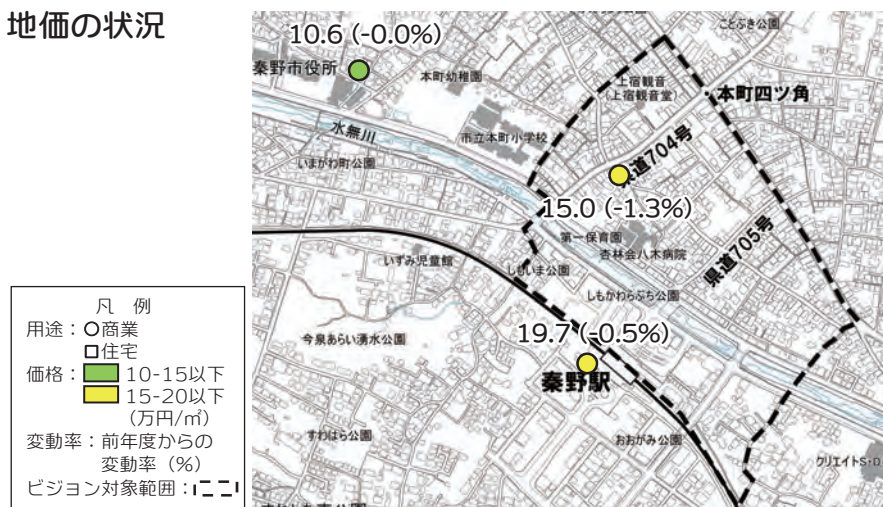 地価の状況
10.6 (-0.0%)
秦野市役所
本町幼稚園
ことぶき公園
上宿観音
(上宿観音堂)
本町四ツ角
水無川
市立本町小学校
いまがわ町公園
県道704号
15.0 (-1.3%)
第一保育園
杏林会八木病院
県道705号
いずみ児童館
しもいま公園
しもかわらぶち公園
今泉あらい湧水公園
19.7 (-0.5%)
秦野駅
すわはら公園
おおがみ公園
クリエイトS・D
凡 例
用途:○商業
□住宅
価格: 10-15以下
15-20以下
(万円/㎡)
変動率:前年度からの
変動率(%)
ビジョン対象範囲: